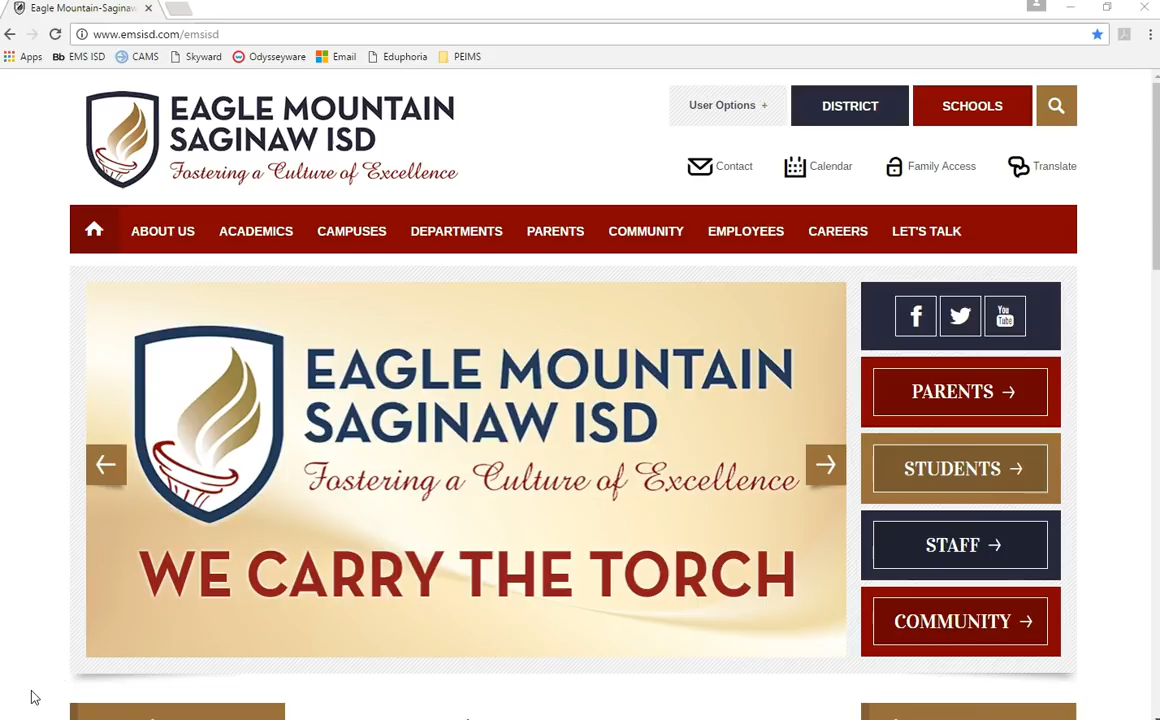 Eagle Mountain-Saginaw
www.emsisd.com/emsisd
Apps Bb EMS ISD CAMS Skyward Odysseyware Email Eduphoria PEIMS
EAGLE MOUNTAIN
SAGINAW ISD
Fostering a Culture of Excellence
User Options + DISTRICT SCHOOLS
Contact Calendar Family Access Translate
ABOUT US ACADEMICS CAMPUSES DEPARTMENTS PARENTS COMMUNITY EMPLOYEES CAREERS LET'S TALK
EAGLE MOUNTAIN
SAGINAW ISD
Fostering a Culture of Excellence
WE CARRY THE TORCH
You Tube
PARENTS
STUDENTS
STAFF
COMMUNITY